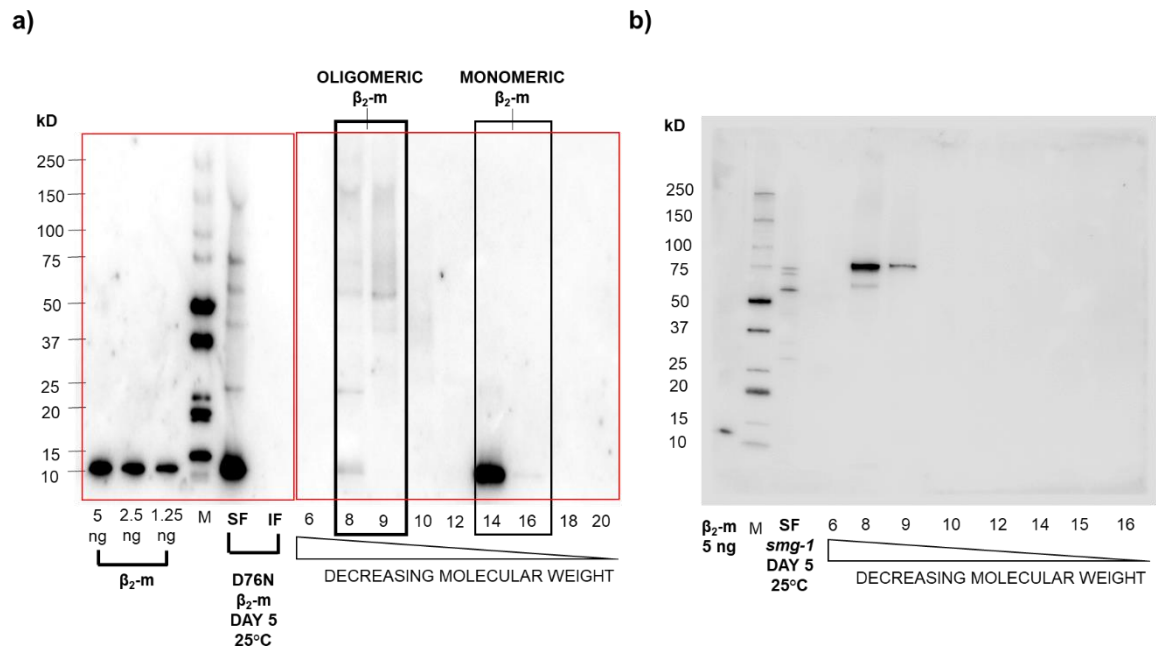 a)
OLIGOMERIC
β₂-m
MONOMERIC
β₂-m
kD
250
150
100
75
50
37
25
20
15
10
5
ng
2.5
ng
1.25
ng
M
SF
IF
6
8
9
10
12
14
16
18
20
β₂-m
D76N
β₂-m
DAY 5
25°C
DECREASING MOLECULAR WEIGHT
b)
kD
250
150
100
75
50
37
25
20
15
10
β₂-m
5 ng
M
SF
smg-1
DAY 5
25°C
6
8
9
10
12
14
15
16
DECREASING MOLECULAR WEIGHT